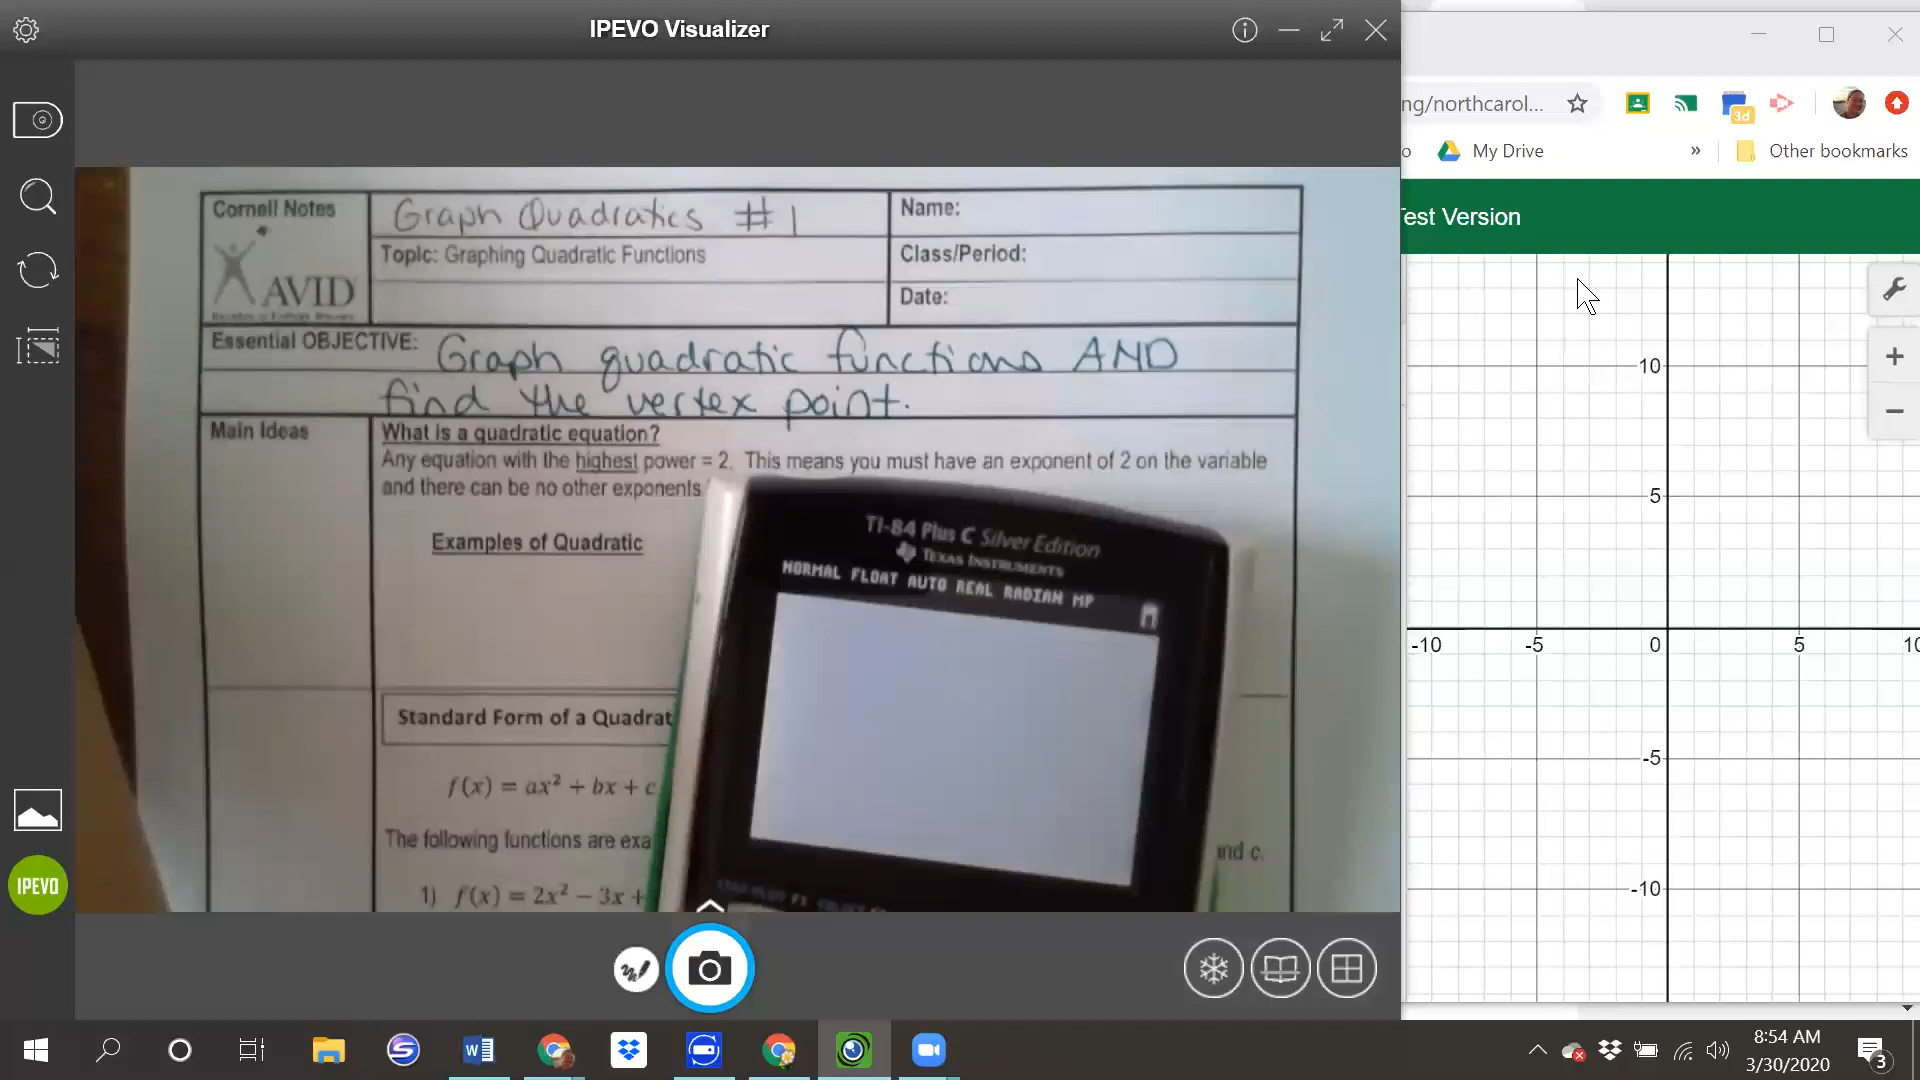 IPEVO Visualizer
ng/northcarol...
3d
o My Drive » Other bookmarks
Test Version
Cornell Notes
AVID
Graph Quadratics #1
Topic: Graphing Quadratic Functions
Name:
Class/Period:
Date:
Essential OBJECTIVE: Graph quadratic functions AND
find the vertex point.
Main Ideas
What is a quadratic equation?
Any equation with the highest power = 2. This means you must have an exponent of 2 on the variable
and there can be no other exponents
Examples of Quadratic
TI-84 Plus C Silver Edition
TEXAS INSTRUMENTS
NORMAL FLOAT AUTO REAL RADIAN MP
Standard Form of a Quadrat
f(x) = ax² + bx + c
The following functions are exa
and c.
1) f(x) = 2x² − 3x +
10
5
-10 -5 0 5 10
-5
-10
IPEVO
8:54 AM
3/30/2020
3